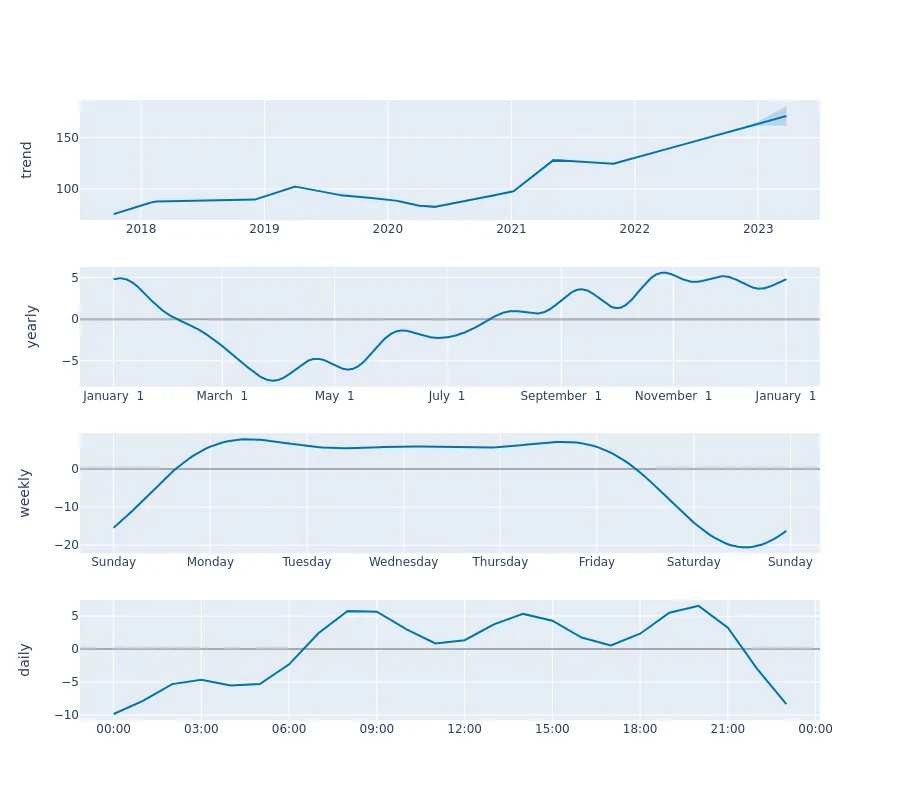 trend
150
100
2018 2019 2020 2021 2022 2023
yearly
5
0
−5
January 1 March 1 May 1 July 1 September 1 November 1 January 1
weekly
0
−10
−20
Sunday Monday Tuesday Wednesday Thursday Friday Saturday Sunday
daily
5
0
−5
−10
00:00 03:00 06:00 09:00 12:00 15:00 18:00 21:00 00:00